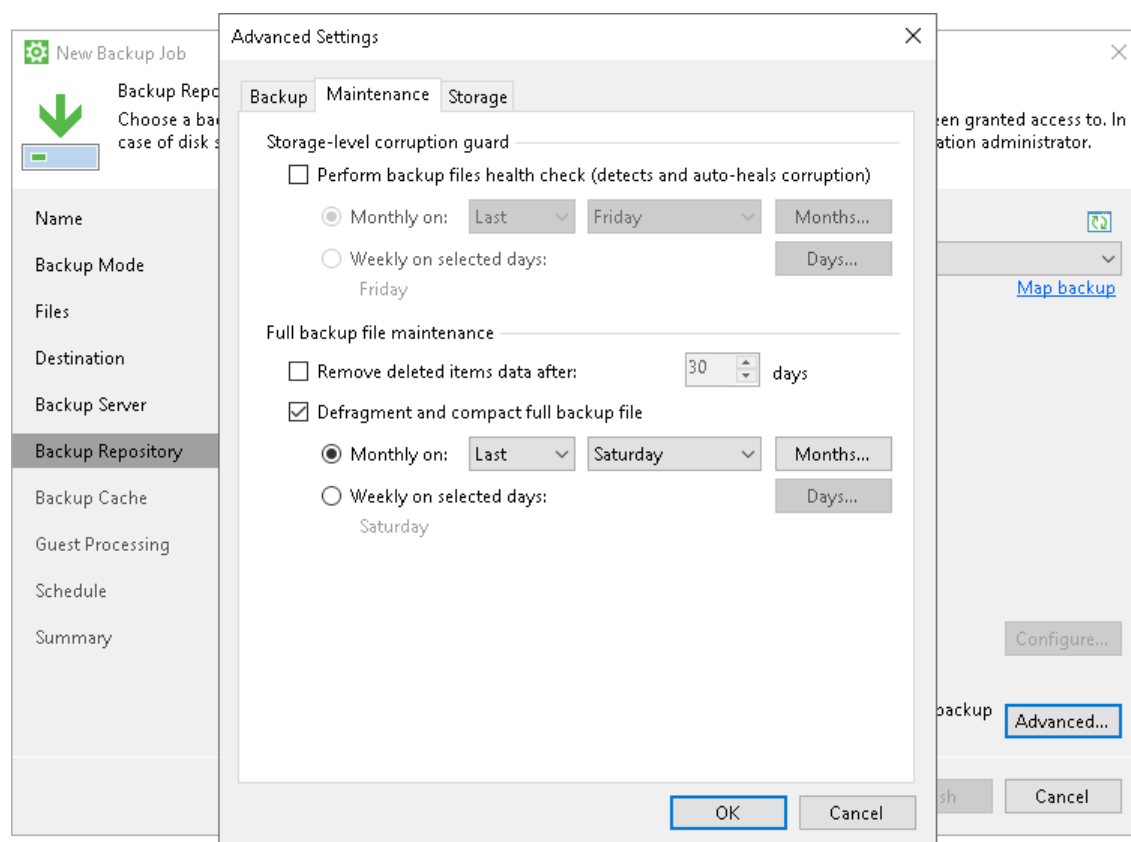 New Backup Job
Backup Repo
Choose a ba
case of disk s
een granted access to. In
ation administrator.
Name
Backup Mode
Files
Destination
Backup Server
Backup Repository
Backup Cache
Guest Processing
Schedule
Summary
Advanced Settings
Backup Maintenance Storage
Storage-level corruption guard
Perform backup files health check (detects and auto-heals corruption)
Monthly on: Last Friday Months...
Weekly on selected days: Days...
Friday
Full backup file maintenance
Remove deleted items data after: 30 days
Defragment and compact full backup file
Monthly on: Last Saturday Months...
Weekly on selected days: Days...
Saturday
OK Cancel
Map backup
Configure...
backup Advanced...
sh Cancel